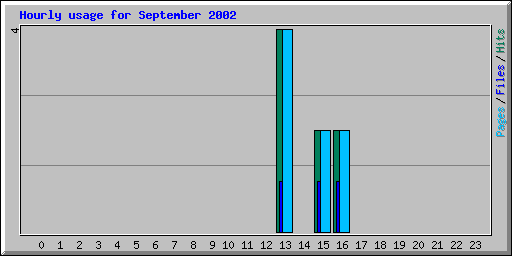 Hourly usage for September 2002
4
Pages/Files/Hits
0 1 2 3 4 5 6 7 8 9 10 11 12 13 14 15 16 17 18 19 20 21 22 23